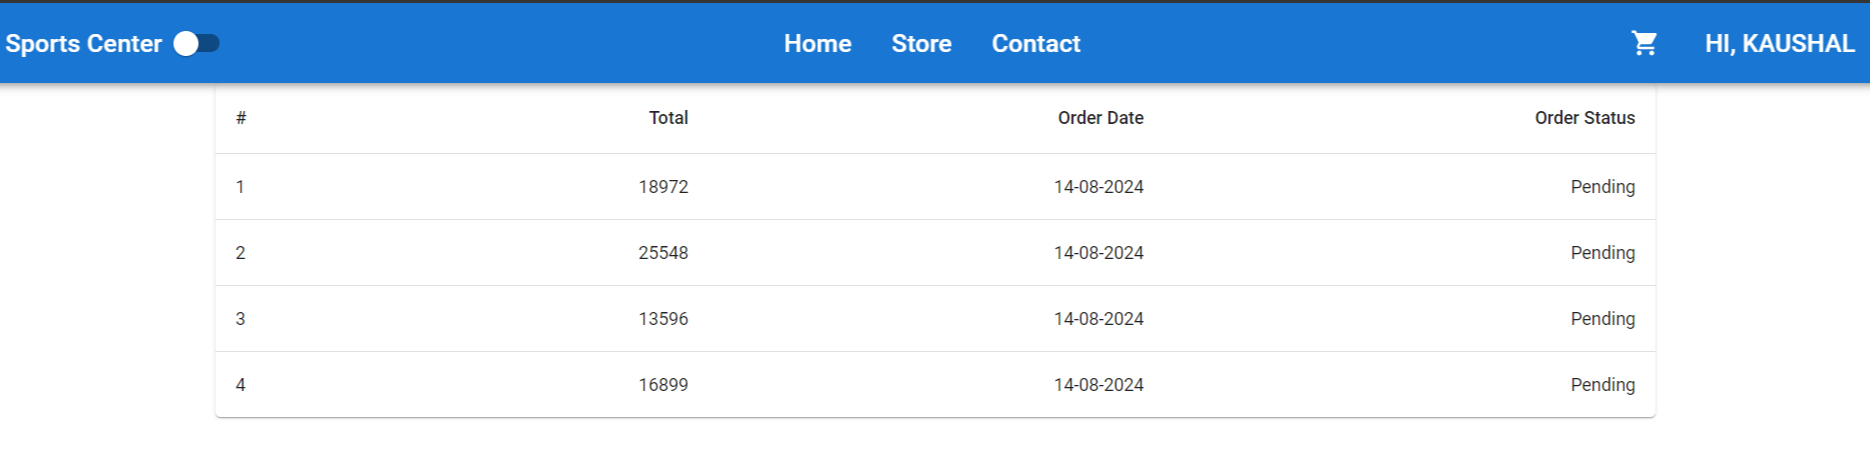 Sports Center Home Store Contact HI, KAUSHAL
# Total Order Date Order Status
1 18972 14-08-2024 Pending
2 25548 14-08-2024 Pending
3 13596 14-08-2024 Pending
4 16899 14-08-2024 Pending